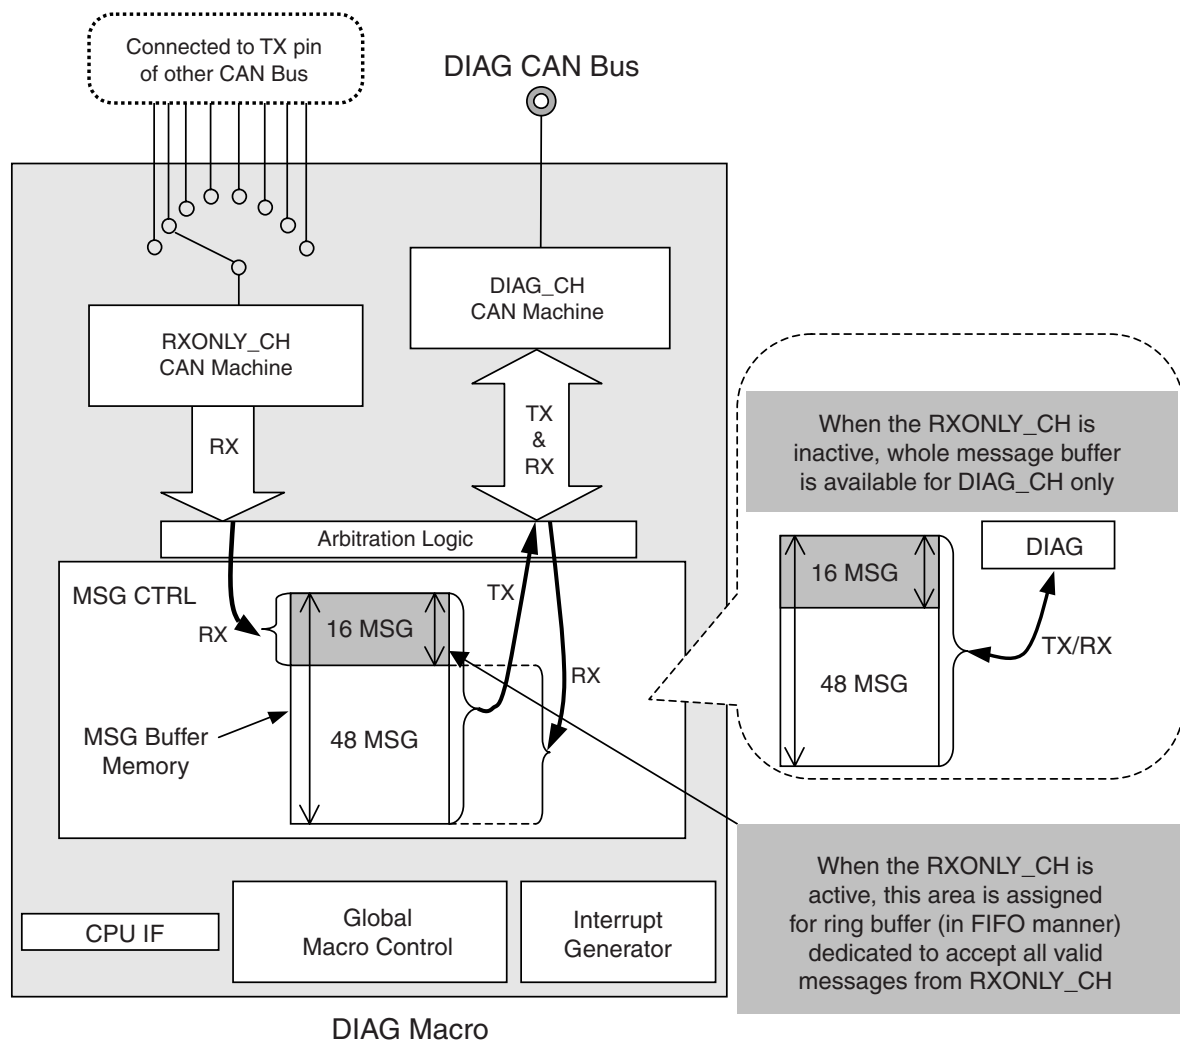 Connected to TX pin
of other CAN Bus
DIAG CAN Bus
DIAG_CH
CAN Machine
RXONLY_CH
CAN Machine
RX
TX
&
RX
Arbitration Logic
MSG CTRL
RX
16 MSG
TX
RX
48 MSG
MSG Buffer
Memory
CPU IF
Global
Macro Control
Interrupt
Generator
DIAG Macro
When the RXONLY_CH is
inactive, whole message buffer
is available for DIAG_CH only
16 MSG
DIAG
TX/RX
48 MSG
When the RXONLY_CH is
active, this area is assigned
for ring buffer (in FIFO manner)
dedicated to accept all valid
messages from RXONLY_CH